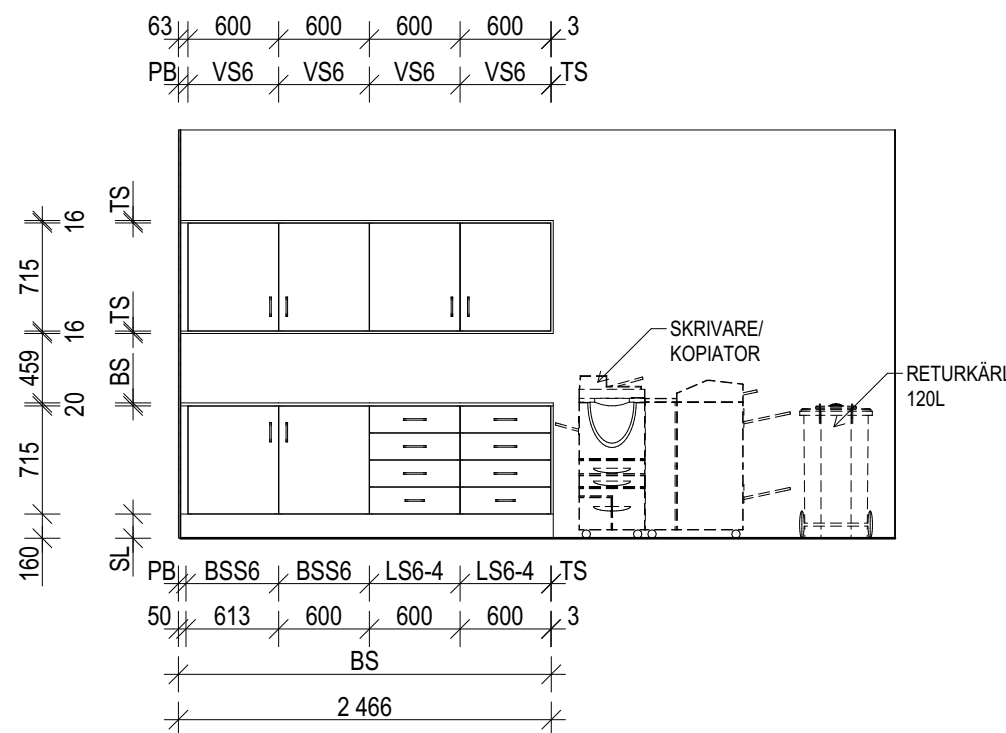 63 600 600 600 600 3
PB VS6 VS6 VS6 VS6 TS
TS
16
715
TS
16
459
BS
20
715
160
SL
SKRIVARE/
KOPIATOR
RETURKÄRL
120L
PB BSS6 BSS6 LS6-4 LS6-4 TS
50 613 600 600 600 3
BS
2 466